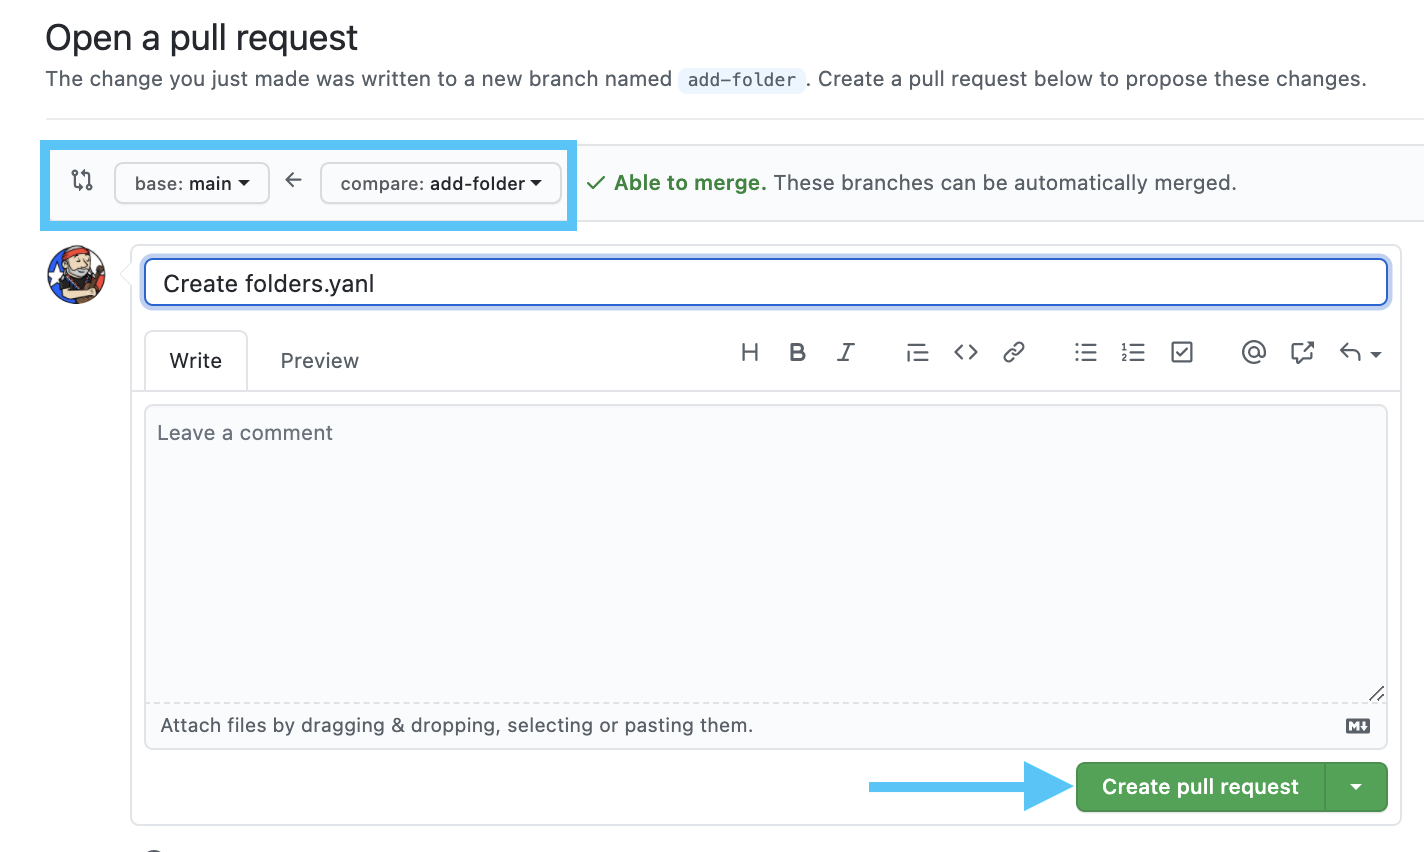 Open a pull request
The change you just made was written to a new branch named add-folder. Create a pull request below to propose these changes.
base: main compare: add-folder Able to merge. These branches can be automatically merged.
Create folders.yanl
Write Preview H B I
Leave a comment
Attach files by dragging & dropping, selecting or pasting them. M
Create pull request